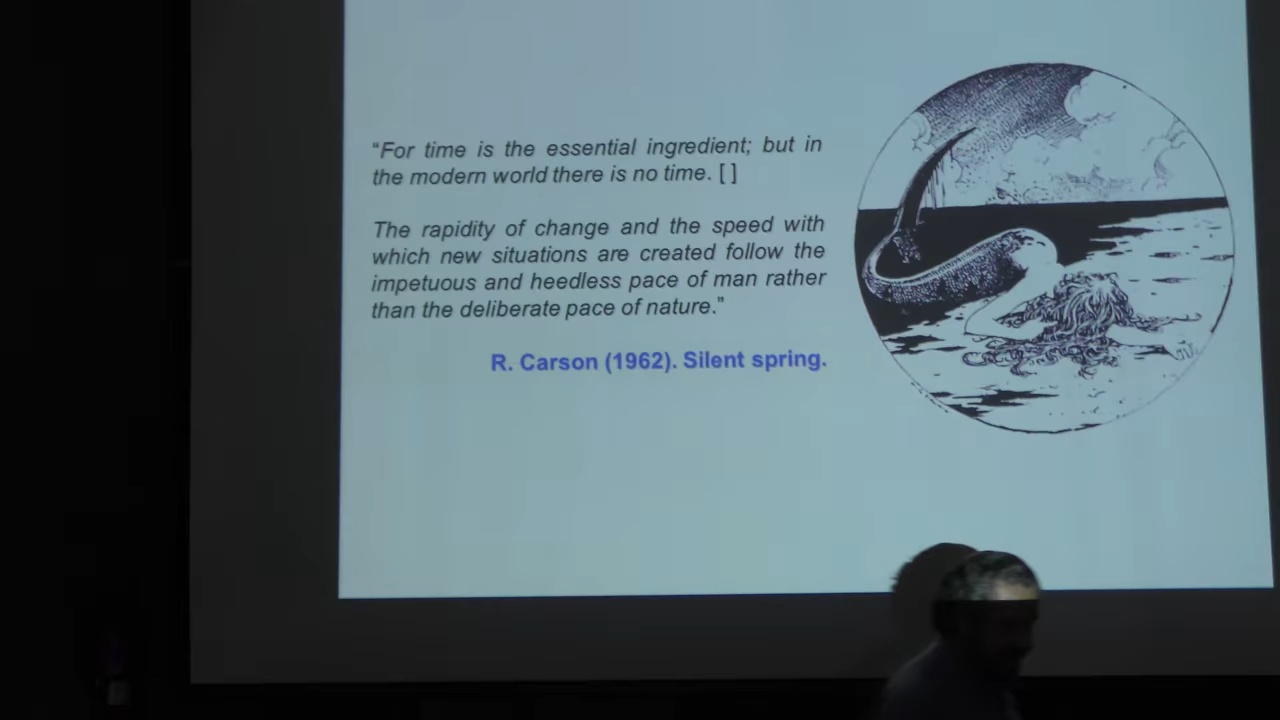 “For time is the essential ingredient; but in
the modern world there is no time. [ ]
The rapidity of change and the speed with
which new situations are created follow the
impetuous and heedless pace of man rather
than the deliberate pace of nature.”
R. Carson (1962). Silent spring.